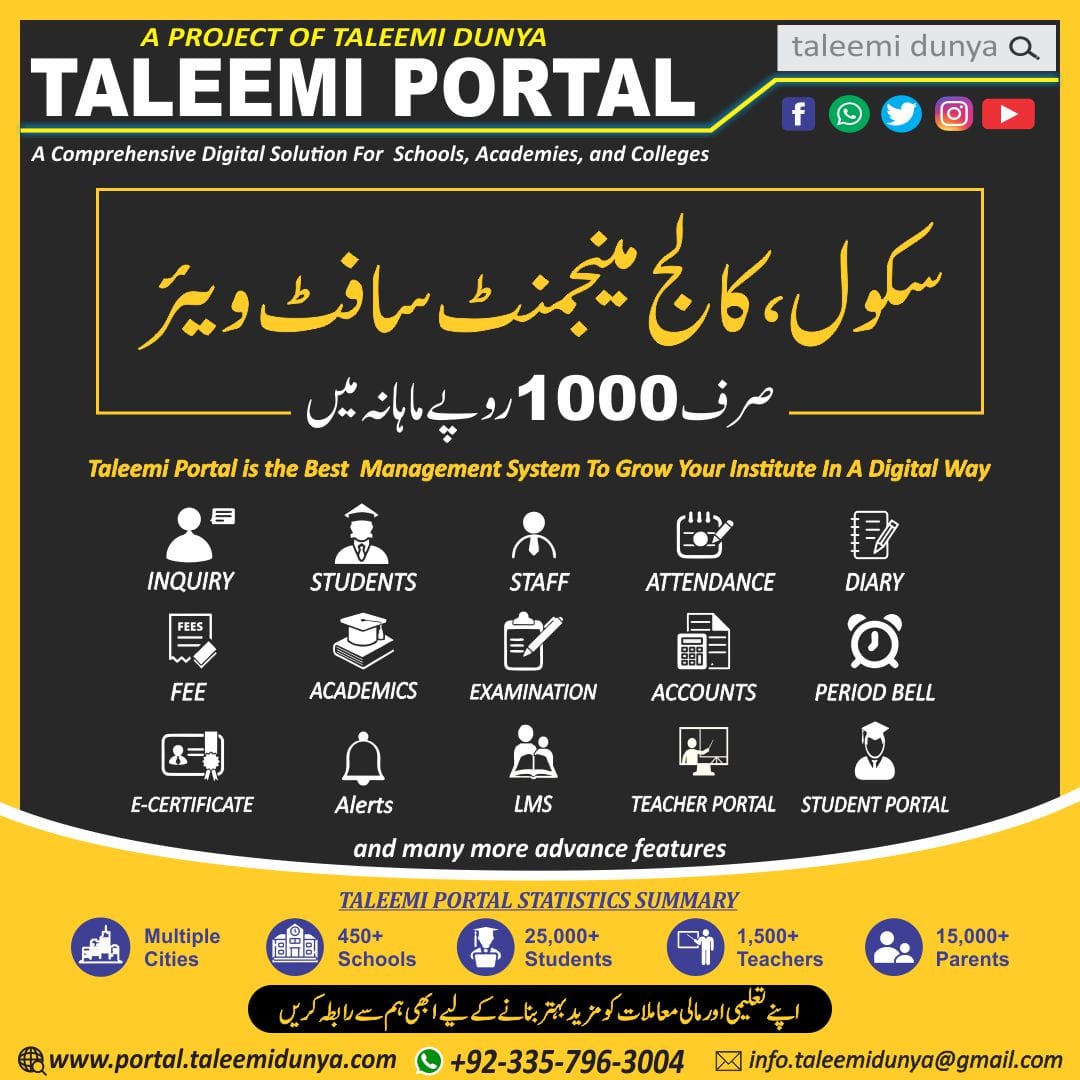 A PROJECT OF TALEEMI DUNYA
TALEEMI PORTAL
taleemi dunya
A Comprehensive Digital Solution For Schools, Academies, and Colleges
سکول، کالج مینجمنٹ سافٹ ویئر
صرف 1000 روپے ماہانہ میں
Taleemi Portal is the Best Management System To Grow Your Institute In A Digital Way
INQUIRY STUDENTS STAFF ATTENDANCE DIARY
FEES
FEE ACADEMICS EXAMINATION ACCOUNTS PERIOD BELL
E-CERTIFICATE Alerts LMS TEACHER PORTAL STUDENT PORTAL
and many more advance features
TALEEMI PORTAL STATISTICS SUMMARY
Multiple Cities
450+ Schools
25,000+ Students
1,500+ Teachers
15,000+ Parents
اپنے تعلیمی اور مالی معاملات کو مزید بہتر بنانے کے لیے ابھی ہم سے رابطہ کریں
www.portal.taleemidunya.com +92-335-796-3004 info.taleemidunya@gmail.com